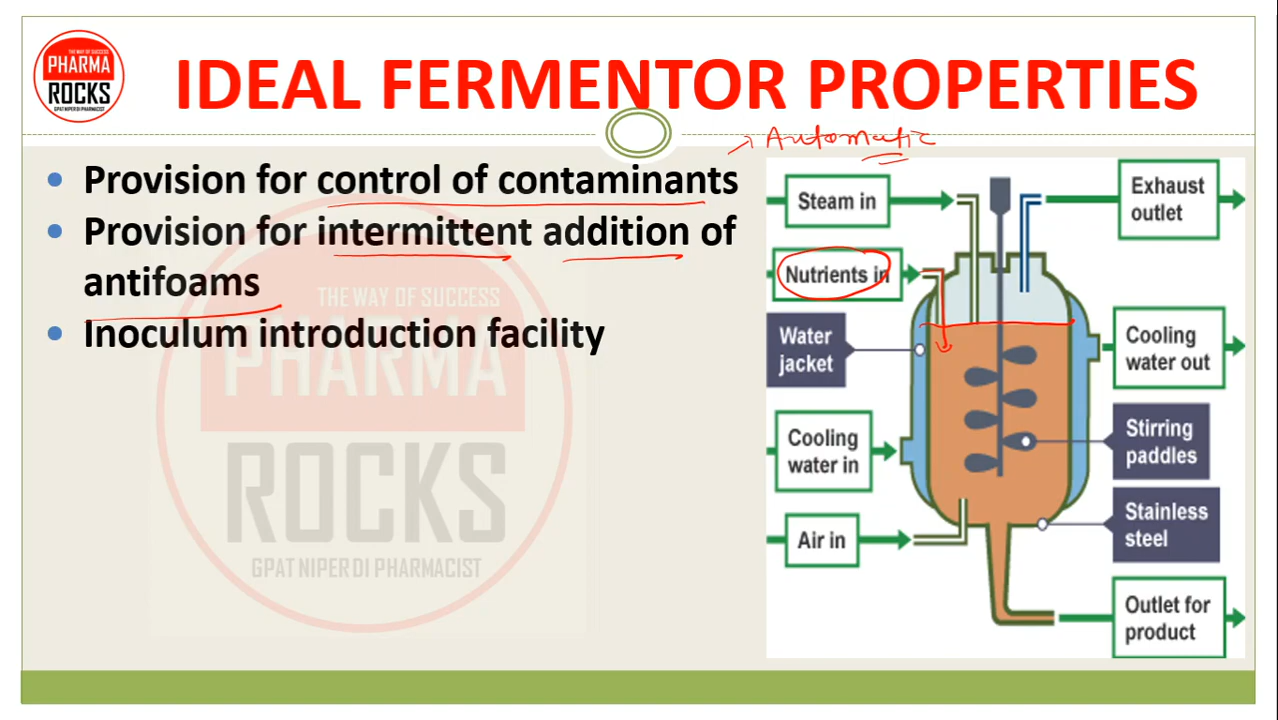 THE WAY OF SUCCESS
PHARMA
ROCKS
GPAT NIPER DI PHARMACIST
IDEAL FERMENTOR PROPERTIES
→ Automatic
• Provision for control of contaminants
• Provision for intermittent addition of
antifoams
• Inoculum introduction facility
THE WAY OF SUCCESS
PHARMA
ROCKS
GPAT NIPER DI PHARMACIST
Steam in
Exhaust
outlet
Nutrients in
Water
jacket
Cooling
water out
Cooling
water in
Stirring
paddles
Air in
Stainless
steel
Outlet for
product